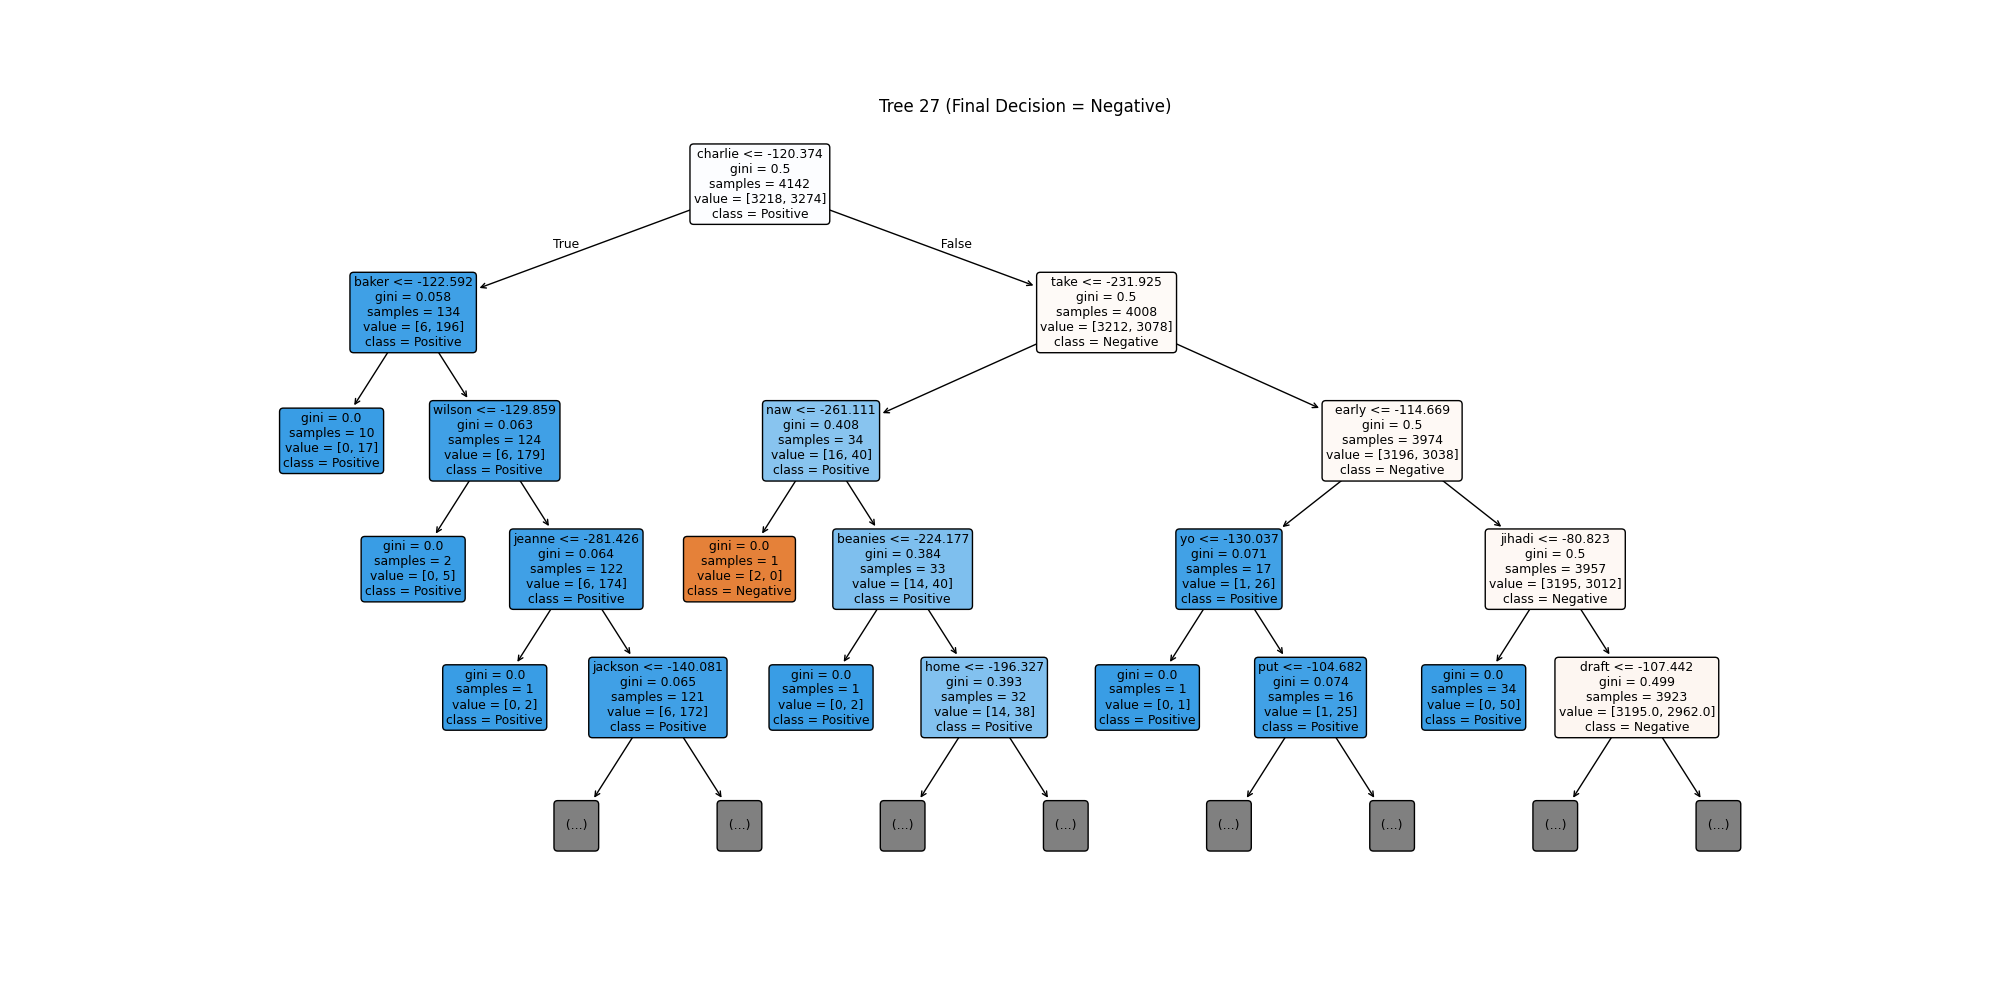 Tree 27 (Final Decision = Negative)
charlie <= -120.374
gini = 0.5
samples = 4142
value = [3218, 3274]
class = Positive
True
False
baker <= -122.592
gini = 0.058
samples = 134
value = [6, 196]
class = Positive
take <= -231.925
gini = 0.5
samples = 4008
value = [3212, 3078]
class = Negative
gini = 0.0
samples = 10
value = [0, 17]
class = Positive
wilson <= -129.859
gini = 0.063
samples = 124
value = [6, 179]
class = Positive
naw <= -261.111
gini = 0.408
samples = 34
value = [16, 40]
class = Positive
early <= -114.669
gini = 0.5
samples = 3974
value = [3196, 3038]
class = Negative
gini = 0.0
samples = 2
value = [0, 5]
class = Positive
jeanne <= -281.426
gini = 0.064
samples = 122
value = [6, 174]
class = Positive
gini = 0.0
samples = 1
value = [2, 0]
class = Negative
beanies <= -224.177
gini = 0.384
samples = 33
value = [14, 40]
class = Positive
yo <= -130.037
gini = 0.071
samples = 17
value = [1, 26]
class = Positive
jihadi <= -80.823
gini = 0.5
samples = 3957
value = [3195, 3012]
class = Negative
gini = 0.0
samples = 1
value = [0, 2]
class = Positive
jackson <= -140.081
gini = 0.065
samples = 121
value = [6, 172]
class = Positive
gini = 0.0
samples = 1
value = [0, 2]
class = Positive
home <= -196.327
gini = 0.393
samples = 32
value = [14, 38]
class = Positive
gini = 0.0
samples = 1
value = [0, 1]
class = Positive
put <= -104.682
gini = 0.074
samples = 16
value = [1, 25]
class = Positive
gini = 0.0
samples = 34
value = [0, 50]
class = Positive
draft <= -107.442
gini = 0.499
samples = 3923
value = [3195.0, 2962.0]
class = Negative
(...)
(...)
(...)
(...)
(...)
(...)
(...)
(...)